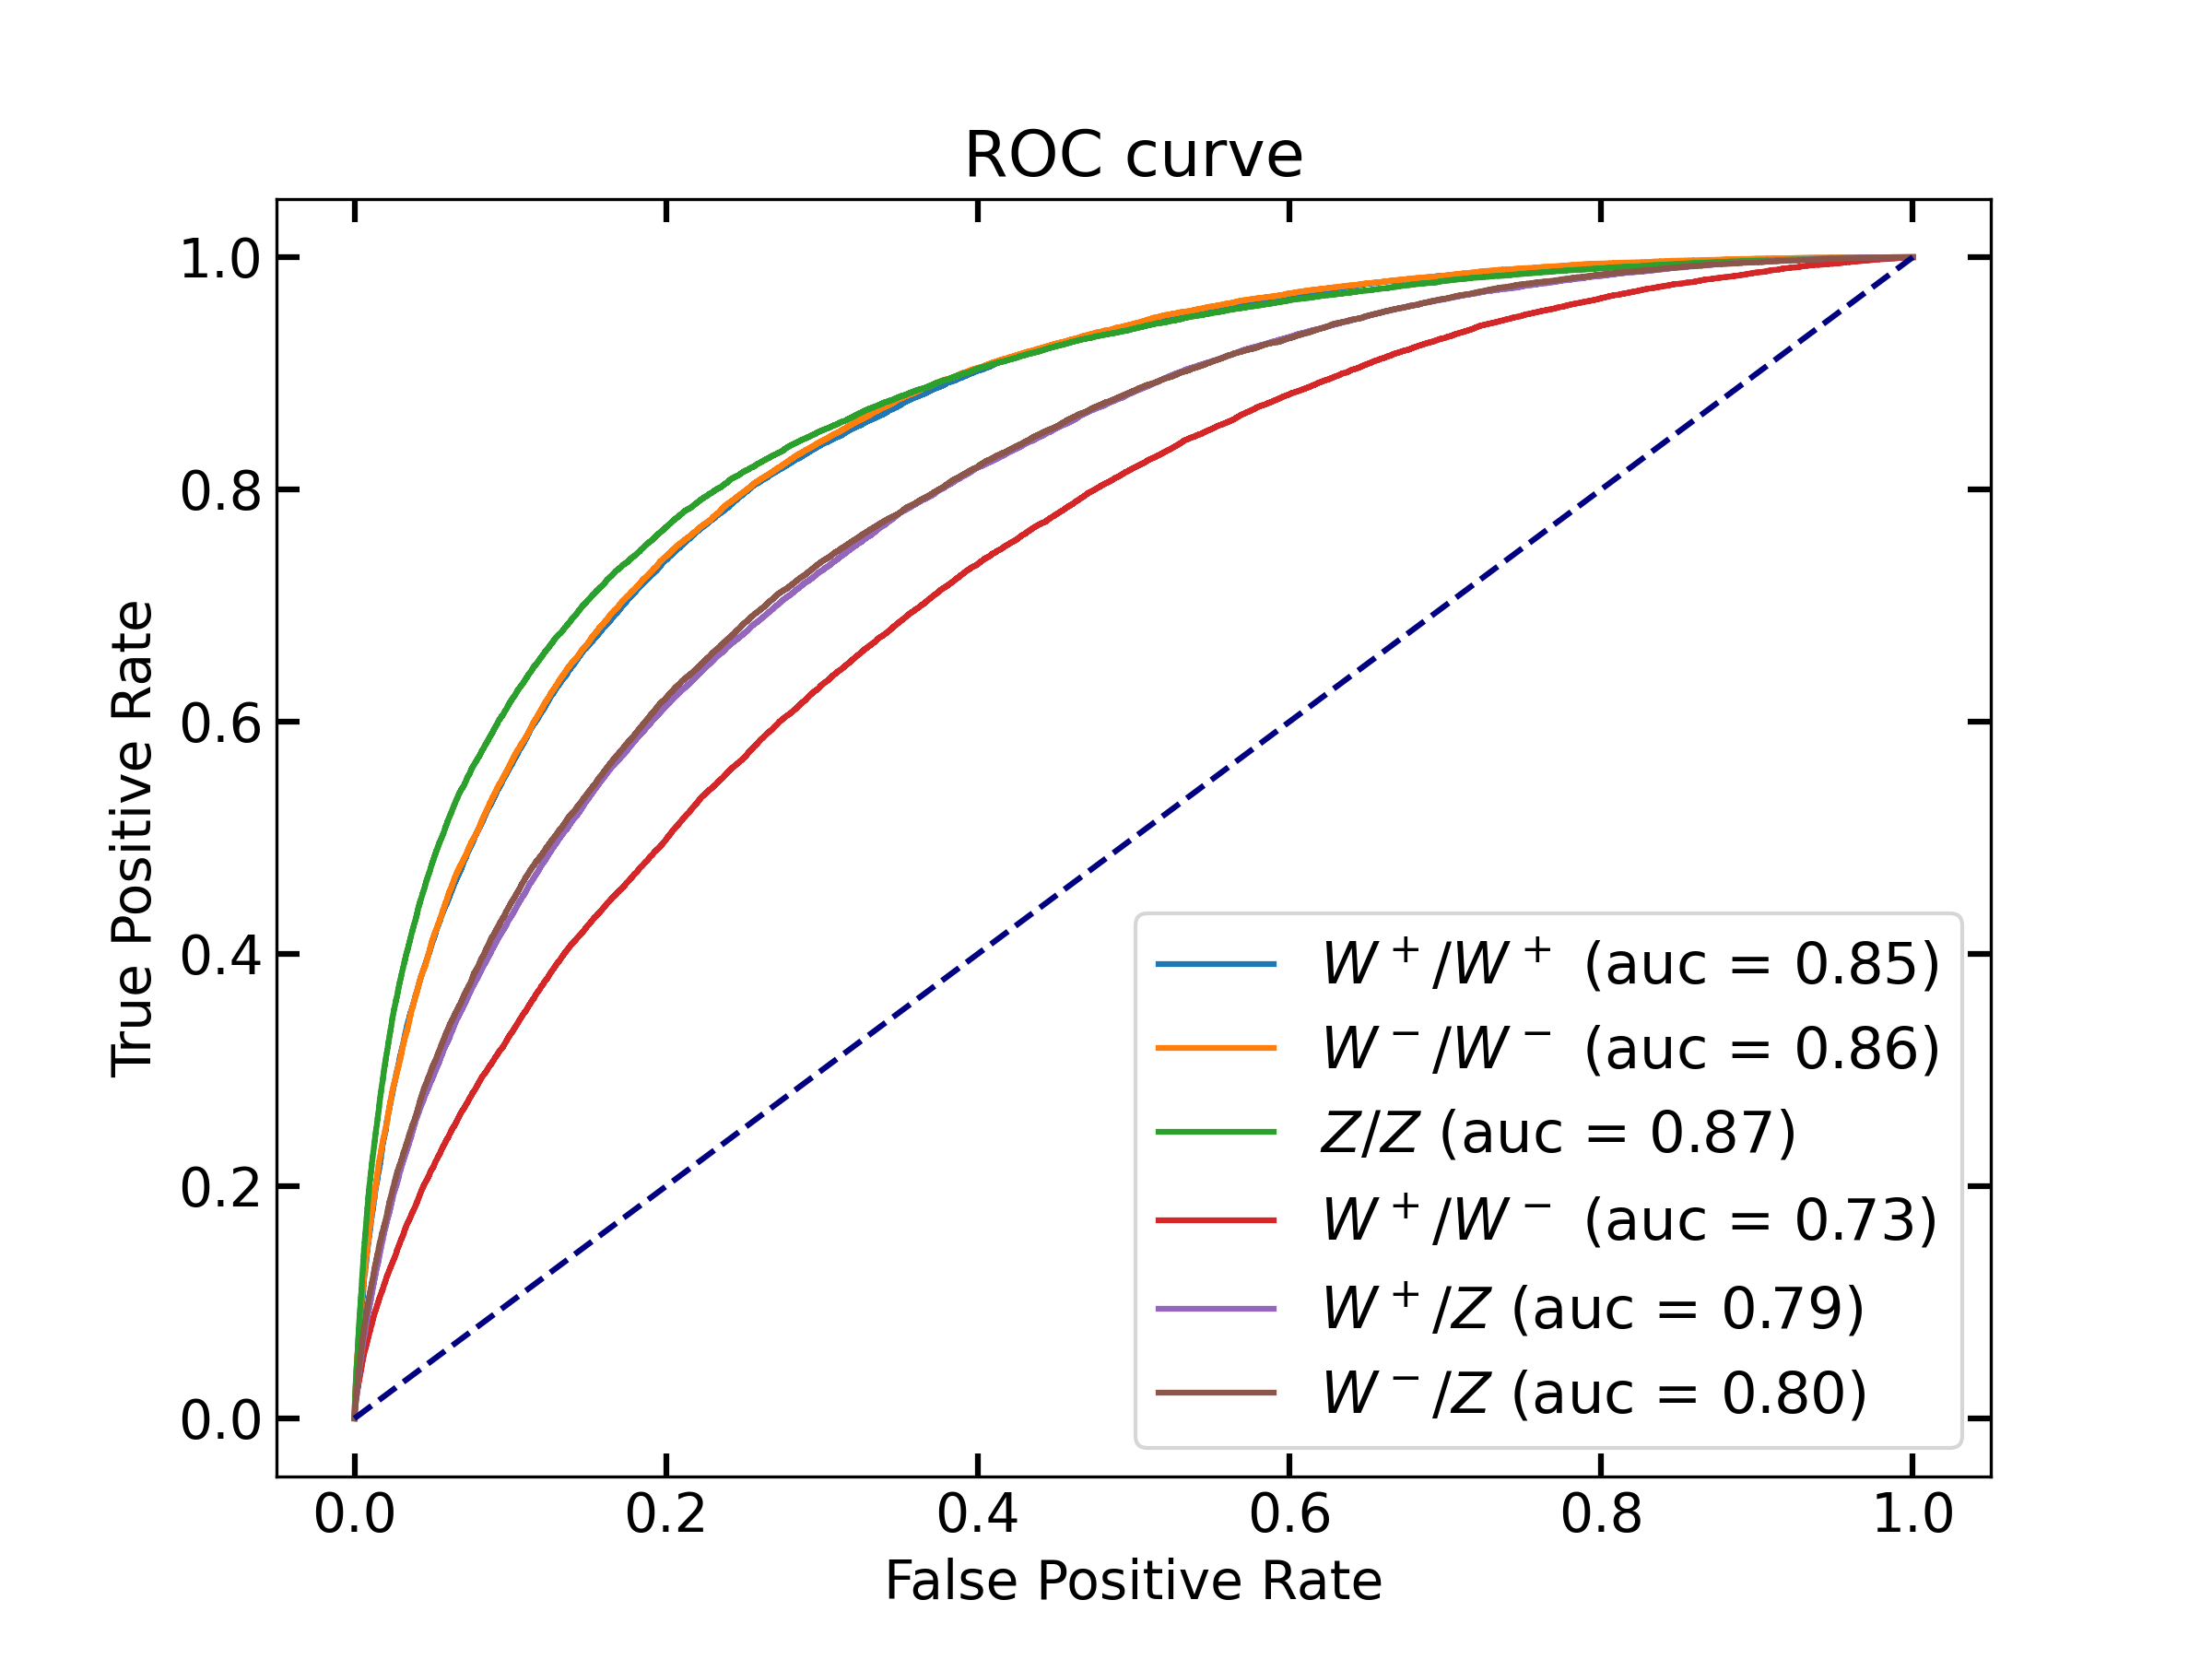 ROC curve
1.0
0.8
0.6
0.4
0.2
0.0
True Positive Rate
W⁺/W⁺ (auc = 0.85)
W⁻/W⁻ (auc = 0.86)
Z/Z (auc = 0.87)
W⁺/W⁻ (auc = 0.73)
W⁺/Z (auc = 0.79)
W⁻/Z (auc = 0.80)
0.0 0.2 0.4 0.6 0.8 1.0
False Positive Rate